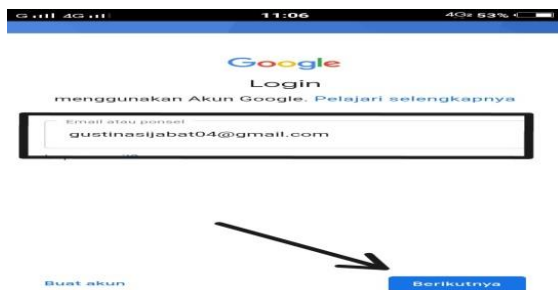 11:06
53%
Google
Login
menggunakan Akun Google. Pelajari selengkapnya
Email atau ponsel
gustinasijabat04@gmail.com
Buat akun
Berikutnya